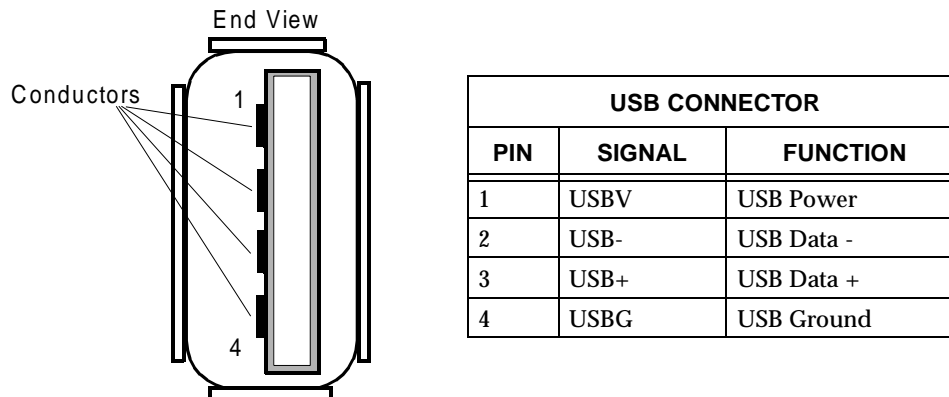 End View
Conductors
1
4
USB CONNECTOR
PIN SIGNAL FUNCTION
1 USBV USB Power
2 USB- USB Data -
3 USB+ USB Data +
4 USBG USB Ground